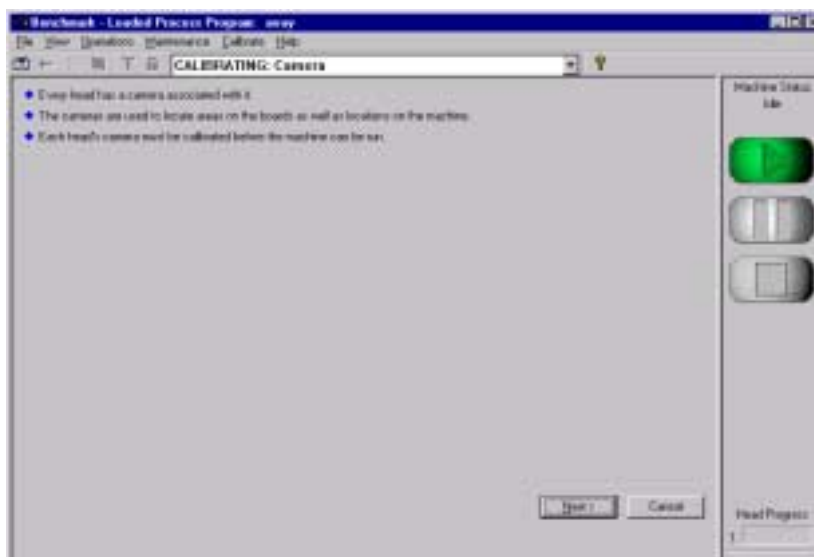 Benchmark - Loaded Process Program: away
File View Operations Maintenance Calibrate Help
CALIBRATING: Camera
Every head has a camera associated with it.
The cameras are used to locate areas on the boards as well as locations on the machine.
Each head's camera must be calibrated before the machine can be run.
Machine Status
Idle
Next >
Cancel
Head Progress
1